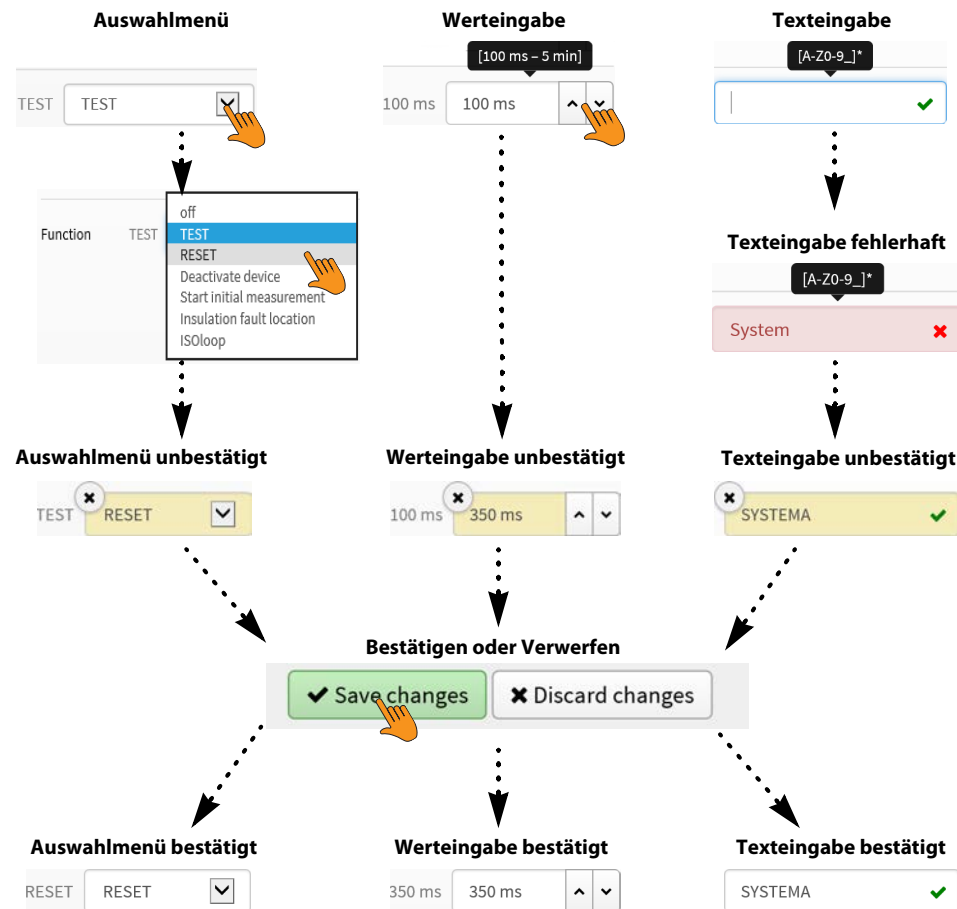 Auswahlmenü
Werteingabe
Texteingabe
[100 ms – 5 min]
[A-Z0-9_]*
TEST TEST
100 ms 100 ms
off
Function TEST TEST
RESET
Deactivate device
Start initial measurement
Insulation fault location
ISOloop
Texteingabe fehlerhaft
[A-Z0-9_]*
System
Auswahlmenü unbestätigt
Werteingabe unbestätigt
Texteingabe unbestätigt
TEST RESET
100 ms 350 ms
SYSTEMA
Bestätigen oder Verwerfen
Save changes
Discard changes
Auswahlmenü bestätigt
Werteingabe bestätigt
Texteingabe bestätigt
RESET RESET
350 ms 350 ms
SYSTEMA